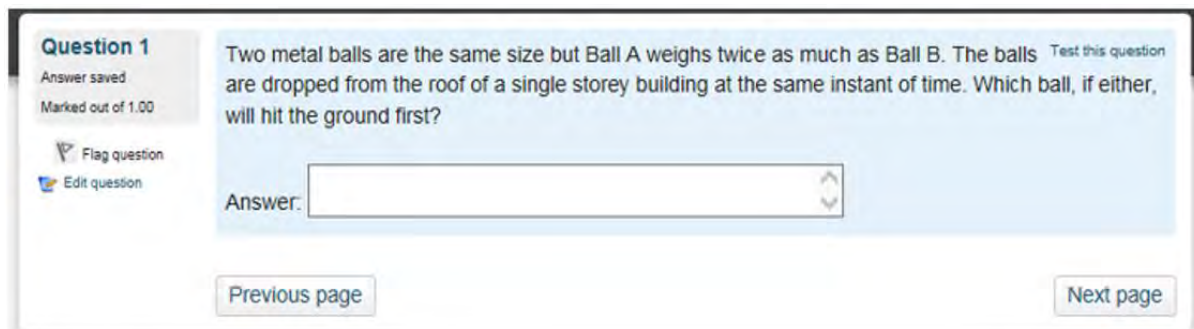 Question 1
Answer saved
Marked out of 1.00
Flag question
Edit question
Two metal balls are the same size but Ball A weighs twice as much as Ball B. The balls
Test this question
are dropped from the roof of a single storey building at the same instant of time. Which ball, if either,
will hit the ground first?
Answer:
Previous page
Next page